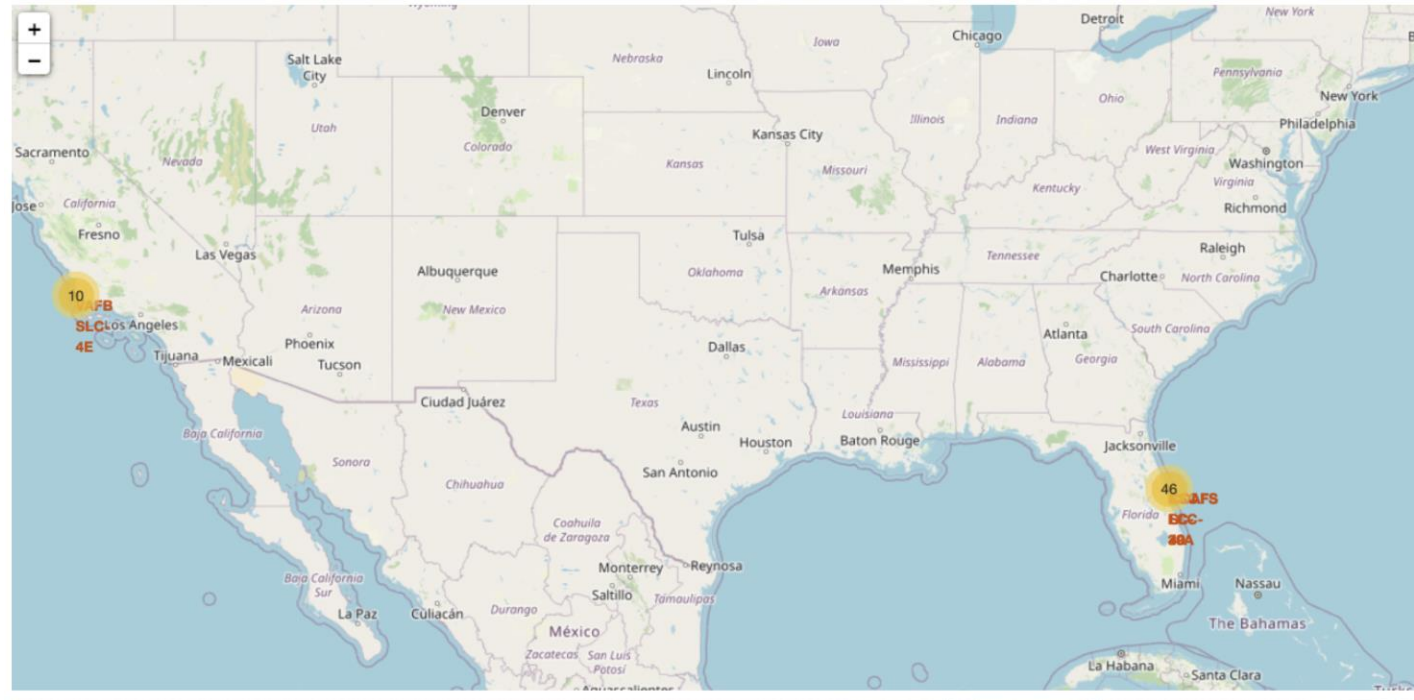 +
−
Detroit
New York
Chicago
Iowa
Salt Lake
City
Nebraska
Lincoln
Pennsylvania
New York
Denver
Ohio
Utah
Illinois
Indiana
Philadelphia
Kansas City
Colorado
Sacramento
Nevada
Kansas
Missouri
West Virginia
Washington
Kentucky
Virginia
Jose
California
Richmond
Fresno
Tulsa
Las Vegas
Raleigh
Tennessee
Albuquerque
Oklahoma
Memphis
Charlotte
North Carolina
10
Arkansas
Arizona
New Mexico
SLC-
4E
Los Angeles
South Carolina
Atlanta
Phoenix
Dallas
Tijuana
Mexicali
Tucson
Mississippi
Alabama
Georgia
Ciudad Juárez
Texas
Louisiana
Austin
Baja California
Houston
Baton Rouge
Jacksonville
Sonora
San Antonio
Chihuahua
46
Florida
Coahuila
de Zaragoza
Monterrey
Reynosa
Baja California
Sur
Saltillo
Miami
Nassau
La Paz
Culiacán
Durango
Tamaulipas
The Bahamas
México
Zacatecas
San Luis
Potosí
La Habana
Santa Clara